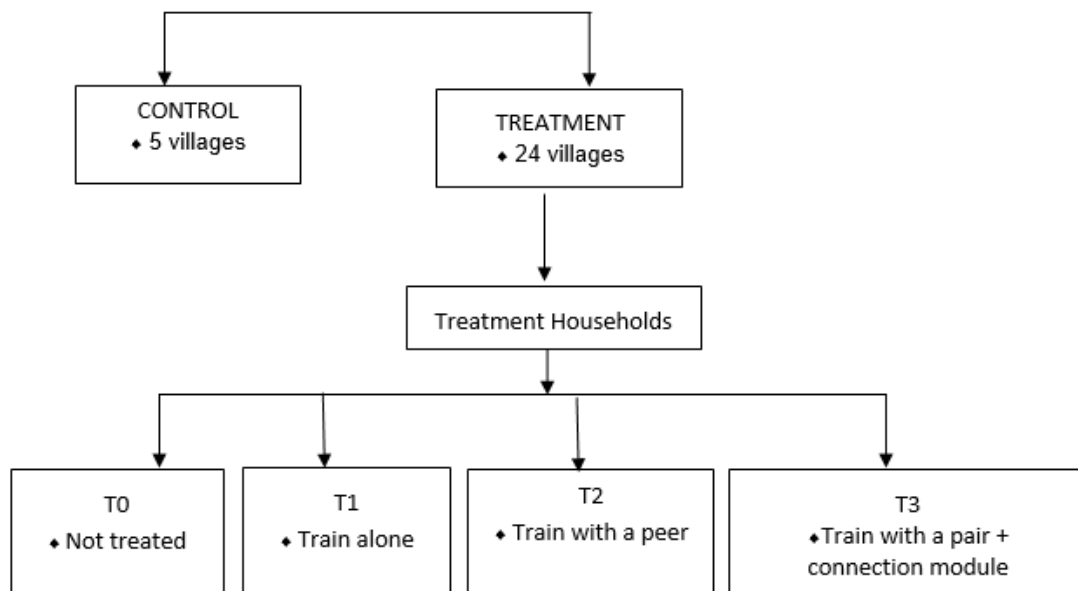 CONTROL
⬥ 5 villages
TREATMENT
⬥ 24 villages
Treatment Households
T0
⬥ Not treated
T1
⬥ Train alone
T2
⬥ Train with a peer
T3
⬥Train with a pair +
connection module